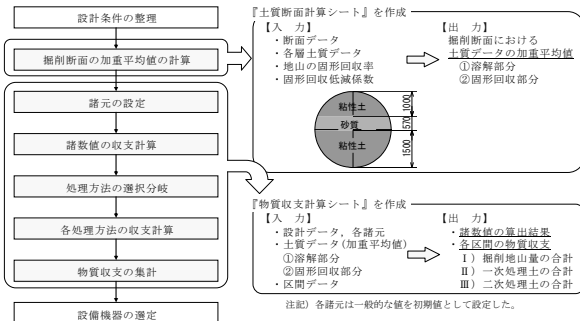 設計条件の整理
掘削断面の加重平均値の計算
諸元の設定
諸数値の収支計算
処理方法の選択分岐
各処理方法の収支計算
物質収支の集計
設備機器の選定
『土質断面計算シート』を作成
【入　力】
・断面データ
・各層土質データ
・地山の固形回収率
・固形回収低減係数
【出　力】
掘削断面における
土質データの加重平均値
①溶解部分
②固形回収部分
粘性土
砂質
粘性土
1000
570
1500
『物質収支計算シート』を作成
【入　力】
・設計データ，各諸元
・土質データ(加重平均値)
①溶解部分
②固形回収部分
・区間データ
【出　力】
・諸数値の算出結果
・各区間の物質収支
Ⅰ）掘削地山量の合計
Ⅱ）一次処理土の合計
Ⅲ）二次処理土の合計
注記）各諸元は一般的な値を初期値として設定した。